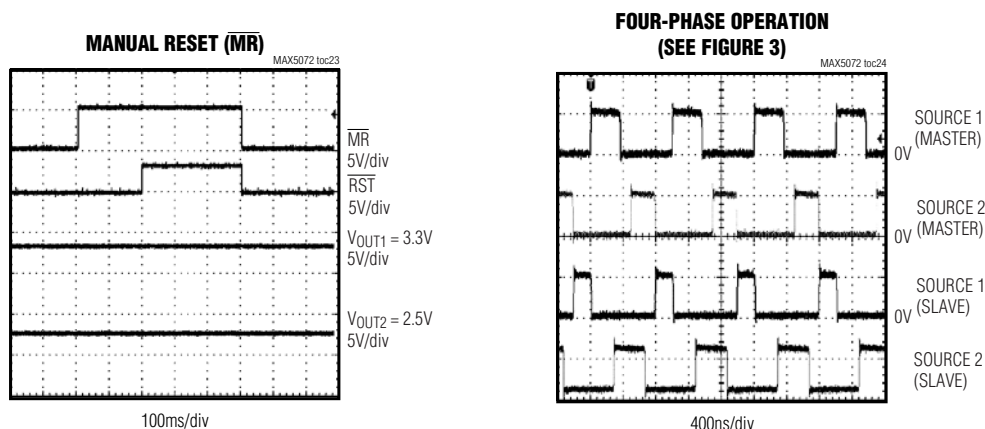 MANUAL RESET (MR)
MAX5072 toc23
MR
5V/div
RST
5V/div
VOUT1 = 3.3V
5V/div
VOUT2 = 2.5V
5V/div
100ms/div
FOUR-PHASE OPERATION
(SEE FIGURE 3)
MAX5072 toc24
SOURCE 1
(MASTER)
0V
SOURCE 2
(MASTER)
0V
SOURCE 1
(SLAVE)
0V
SOURCE 2
(SLAVE)
400ns/div